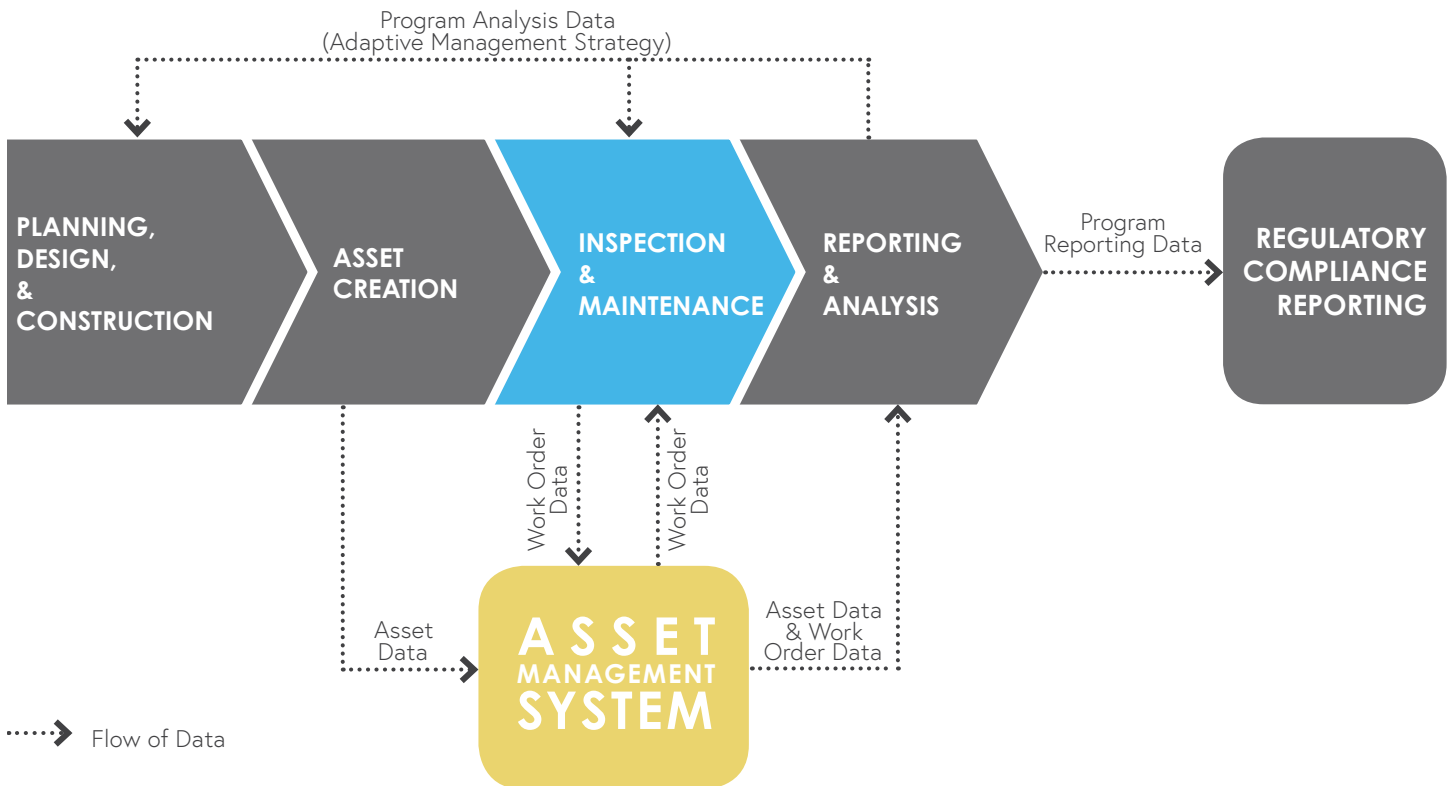 Program Analysis Data
(Adaptive Management Strategy)
PLANNING,
DESIGN,
&
CONSTRUCTION
ASSET
CREATION
INSPECTION
&
MAINTENANCE
REPORTING
&
ANALYSIS
Program
Reporting Data
REGULATORY
COMPLIANCE
REPORTING
Work Order
Data
Work Order
Data
Asset
Data
ASSET
MANAGEMENT
SYSTEM
Asset Data
& Work
Order Data
Flow of Data